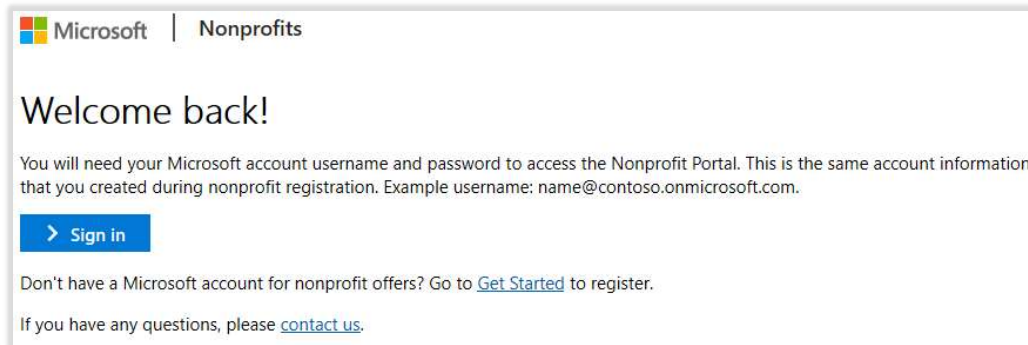 Microsoft | Nonprofits
Welcome back!
You will need your Microsoft account username and password to access the Nonprofit Portal. This is the same account information
that you created during nonprofit registration. Example username: name@contoso.onmicrosoft.com.
Sign in
Don't have a Microsoft account for nonprofit offers? Go to Get Started to register.
If you have any questions, please contact us.